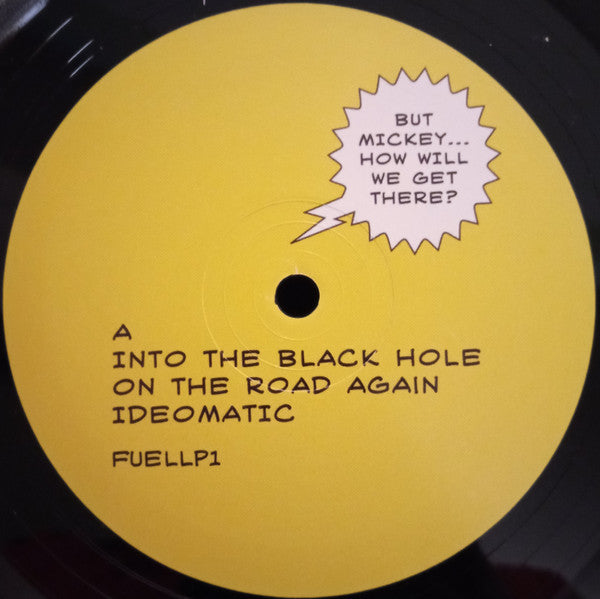 BUT
MICKEY...
HOW WILL
WE GET
THERE?
A
INTO THE BLACK HOLE
ON THE ROAD AGAIN
IDEOMATIC
FUELLP1